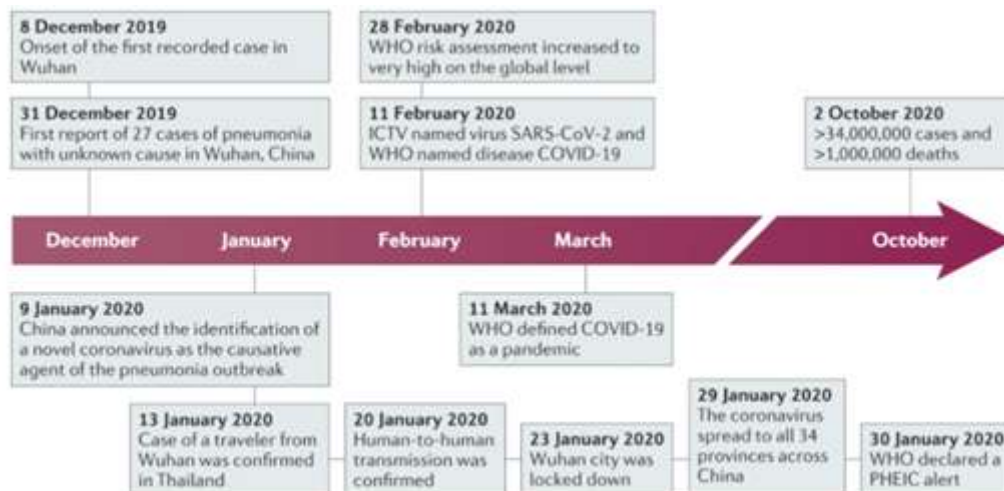 8 December 2019
Onset of the first recorded case in
Wuhan
31 December 2019
First report of 27 cases of pneumonia
with unknown cause in Wuhan, China
28 February 2020
WHO risk assessment increased to
very high on the global level
11 February 2020
ICTV named virus SARS-CoV-2 and
WHO named disease COVID-19
2 October 2020
>34,000,000 cases and
>1,000,000 deaths
December
January
February
March
October
9 January 2020
China announced the identification of
a novel coronavirus as the causative
agent of the pneumonia outbreak
11 March 2020
WHO defined COVID-19
as a pandemic
13 January 2020
Case of a traveler from
Wuhan was confirmed
in Thailand
20 January 2020
Human-to-human
transmission was
confirmed
23 January 2020
Wuhan city was
locked down
29 January 2020
The coronavirus
spread to all 34
provinces across
China
30 January 2020
WHO declared a
PHEIC alert